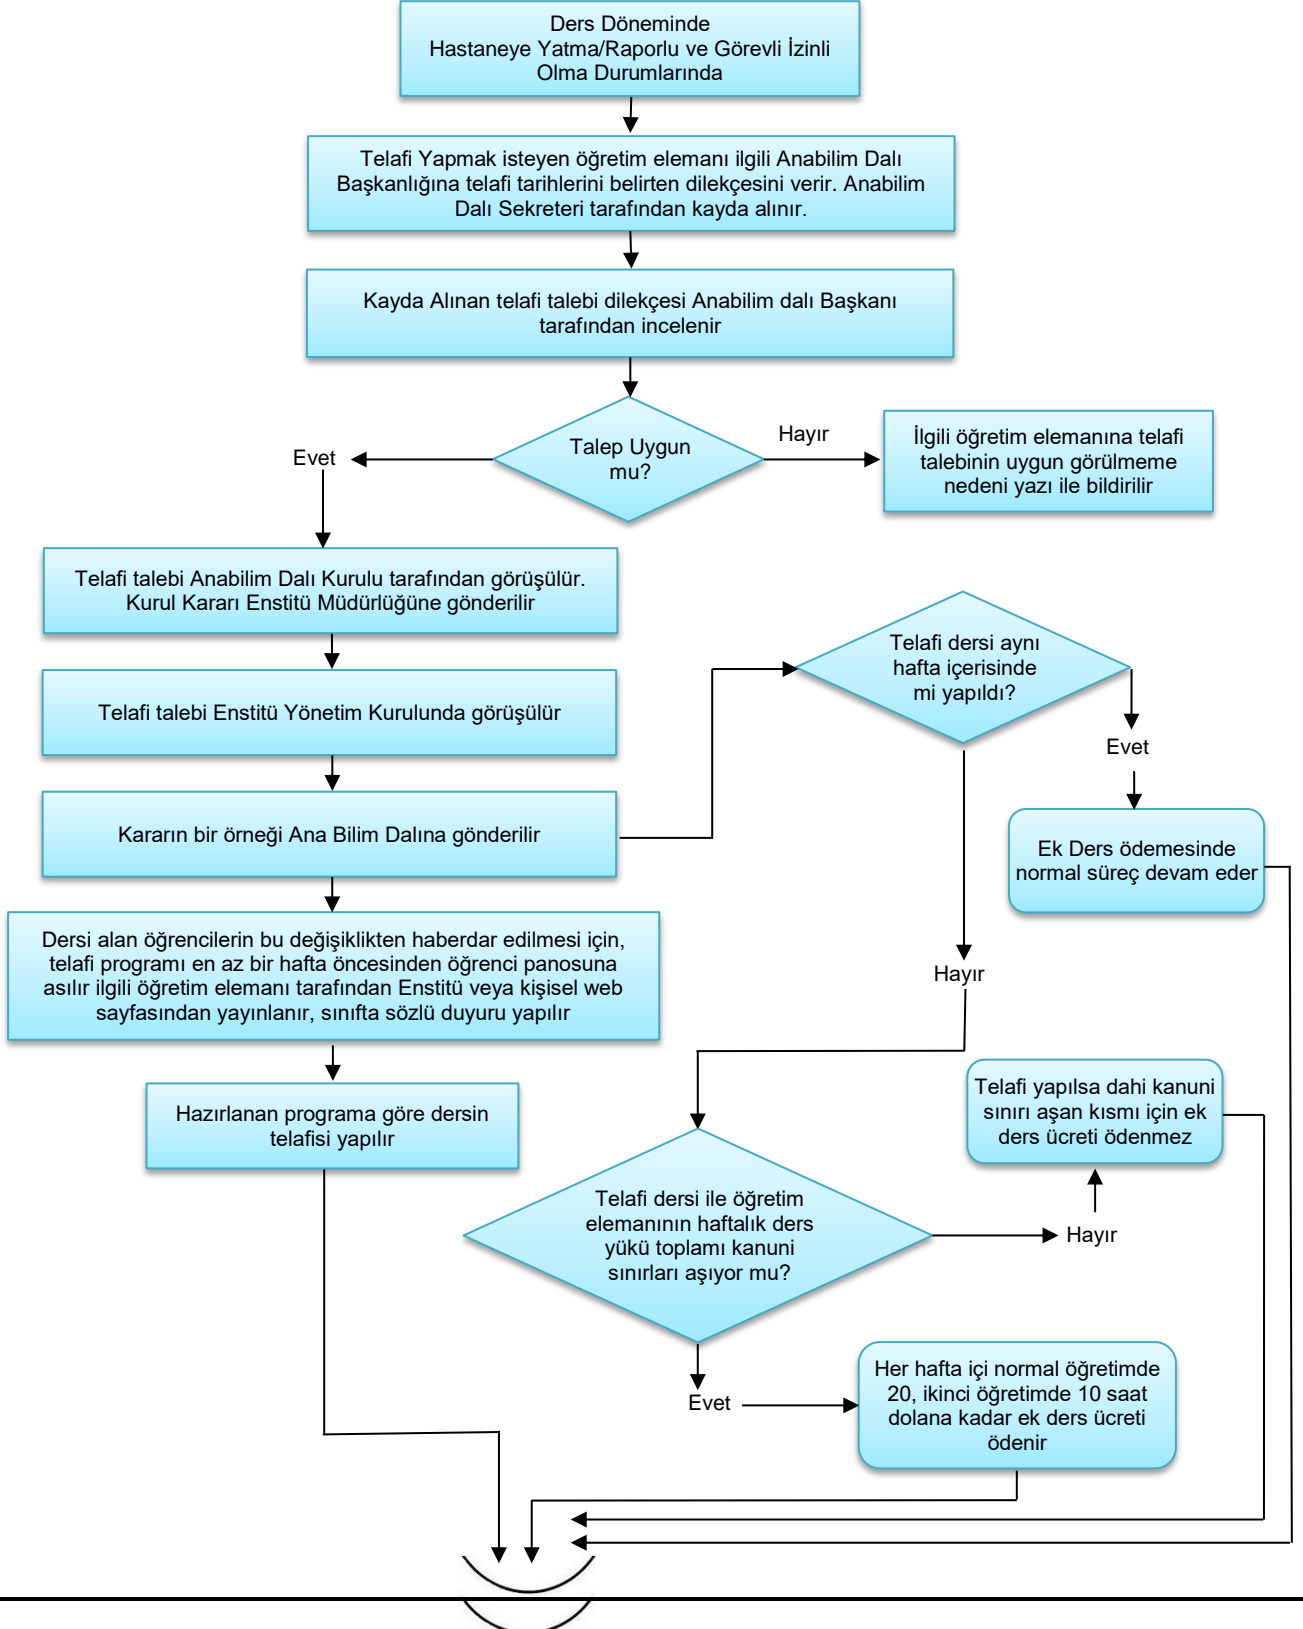 Ders Döneminde
Hastaneye Yatma/Raporlu ve Görevli İzinli
Olma Durumlarında
Telafi Yapmak isteyen öğretim elemanı ilgili Anabilim Dalı
Başkanlığına telafi tarihlerini belirten dilekçesini verir. Anabilim
Dalı Sekreteri tarafından kayda alınır.
Kayda Alınan telafi talebi dilekçesi Anabilim dalı Başkanı
tarafından incelenir
Talep Uygun
mu?
Evet
Hayır
İlgili öğretim elemanına telafi
talebinin uygun görülmeme
nedeni yazı ile bildirilir
Telafi talebi Anabilim Dalı Kurulu tarafından görüşülür.
Kurul Kararı Enstitü Müdürlüğüne gönderilir
Telafi talebi Enstitü Yönetim Kurulunda görüşülür
Kararın bir örneği Ana Bilim Dalına gönderilir
Dersi alan öğrencilerin bu değişiklikten haberdar edilmesi için,
telafi programı en az bir hafta öncesinden öğrenci panosuna
asılır ilgili öğretim elemanı tarafından Enstitü veya kişisel web
sayfasından yayınlanır, sınıfta sözlü duyuru yapılır
Hazırlanan programa göre dersin
telafisi yapılır
Telafi dersi aynı
hafta içerisinde
mi yapıldı?
Evet
Ek Ders ödemesinde
normal süreç devam eder
Hayır
Telafi dersi ile öğretim
elemanının haftalık ders
yükü toplamı kanuni
sınırları aşıyor mu?
Hayır
Telafi yapılsa dahi kanuni
sınırı aşan kısmı için ek
ders ücreti ödenmez
Evet
Her hafta içi normal öğretimde
20, ikinci öğretimde 10 saat
dolana kadar ek ders ücreti
ödenir